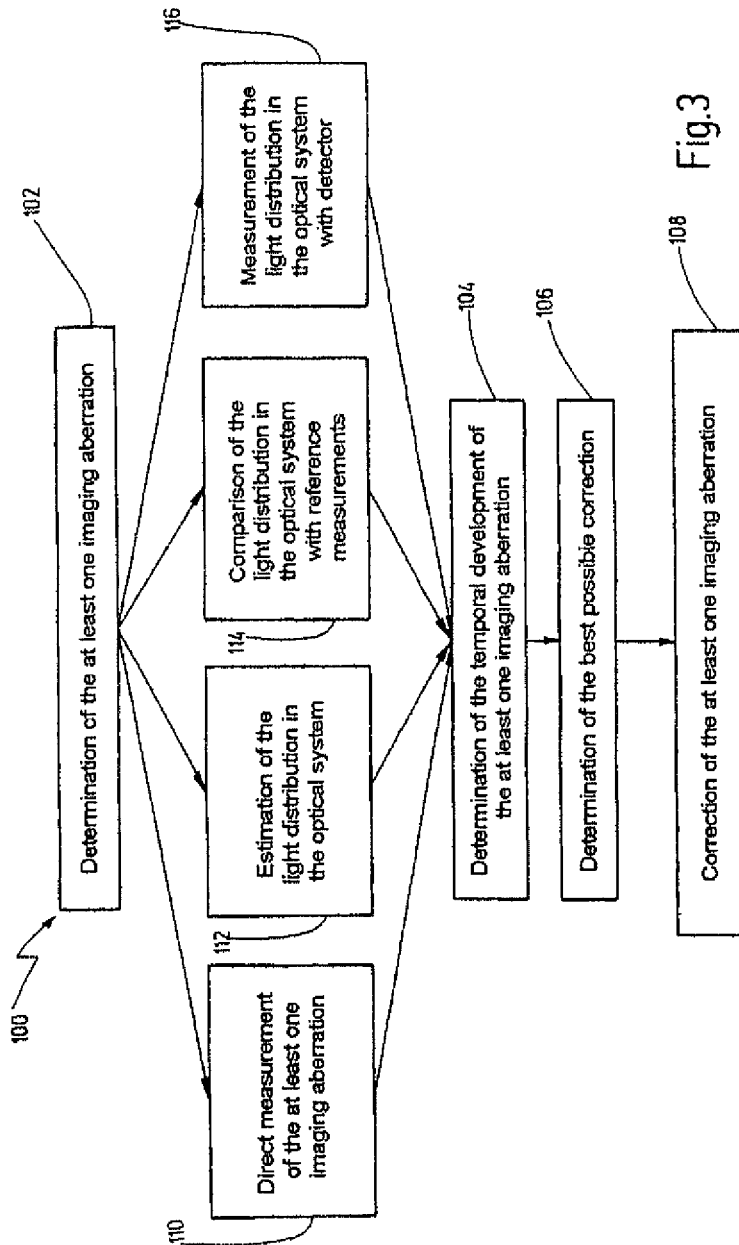 100
Determination of the at least one imaging aberration
102
Direct measurement
of the at least one
imaging aberration
110
Estimation of the
light distribution in
the optical system
112
Comparison of the
light distribution in
the optical system
with reference
measurements
114
Measurement of the
light distribution in
the optical system
with detector
116
Determination of the temporal development of
the at least one imaging aberration
104
Determination of the best possible correction
106
Correction of the at least one imaging aberration
108
Fig.3